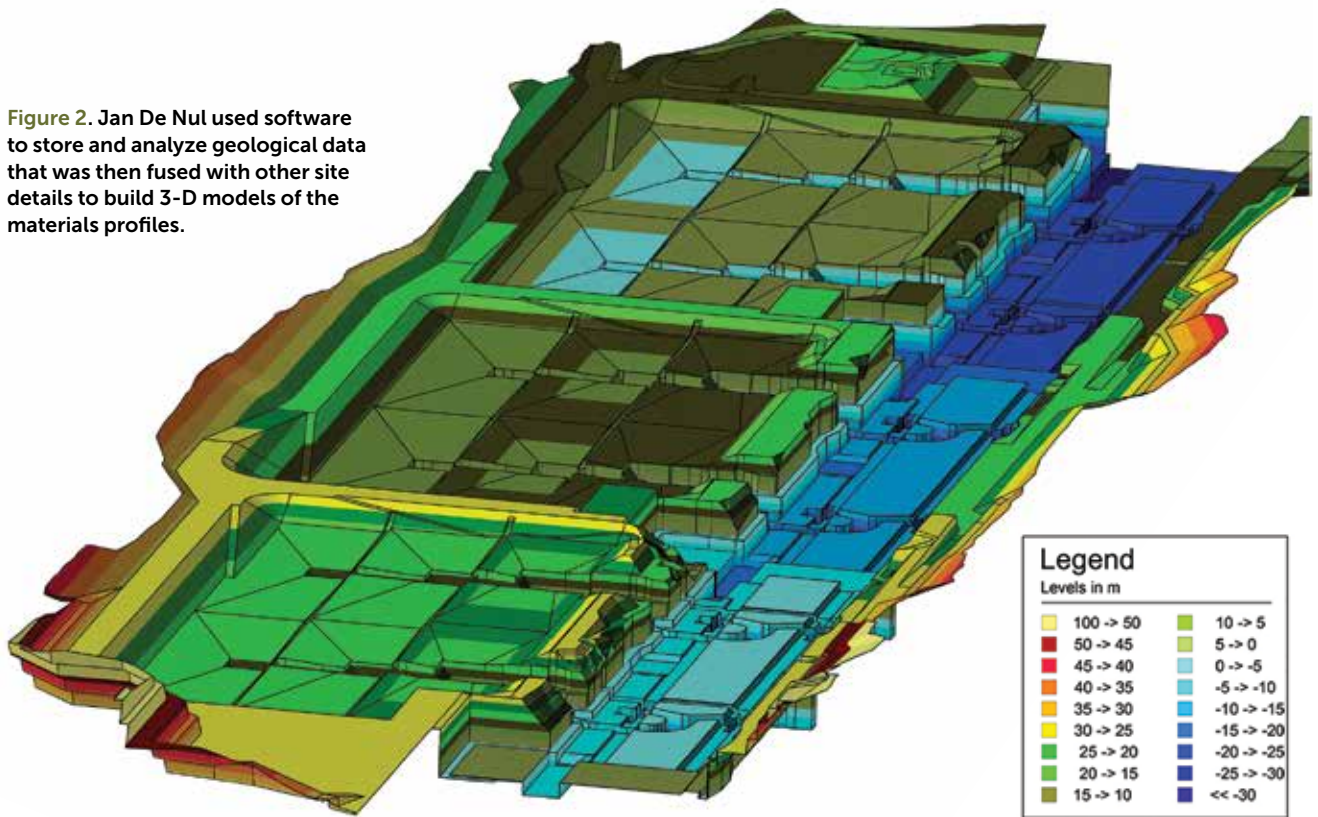 Figure 2. Jan De Nul used software
to store and analyze geological data
that was then fused with other site
details to build 3-D models of the
materials profiles.
Legend
Levels in m
100 -> 50
50 -> 45
45 -> 40
40 -> 35
35 -> 30
30 -> 25
25 -> 20
20 -> 15
15 -> 10
10 -> 5
5 -> 0
0 -> -5
-5 -> -10
-10 -> -15
-15 -> -20
-20 -> -25
-25 -> -30
<< -30